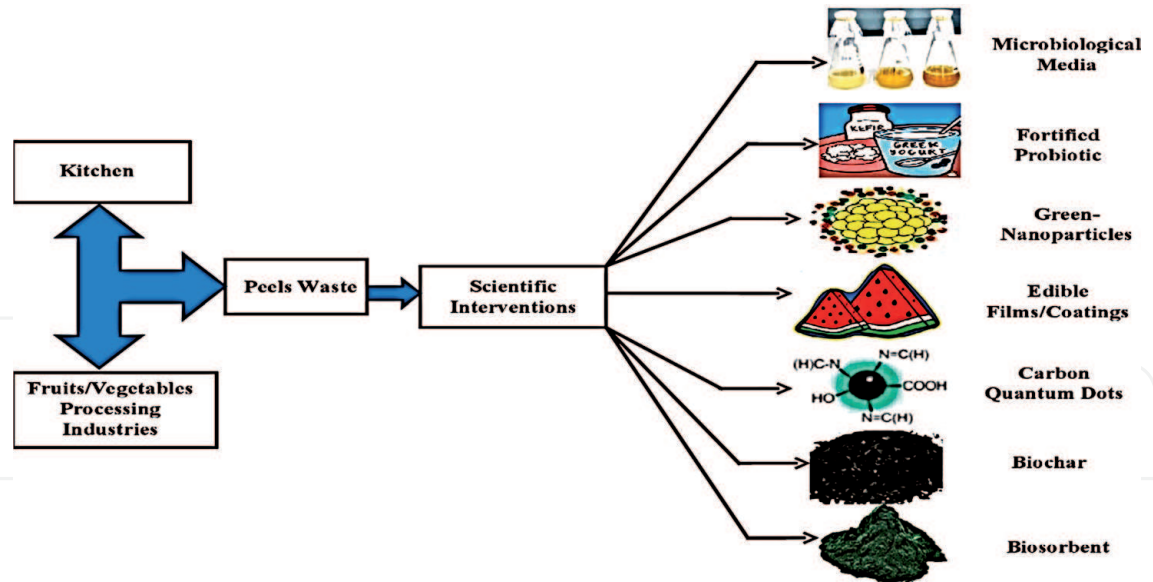 Kitchen
Fruits/Vegetables
Processing
Industries
Peels Waste
Scientific
Interventions
Microbiological
Media
KEFIR
GREEK
YOGURT
Fortified
Probiotic
Green-
Nanoparticles
Edible
Films/Coatings
(H)C-N
N=C(H)
COOH
HO
N=C(H)
Carbon
Quantum Dots
Biochar
Biosorbent